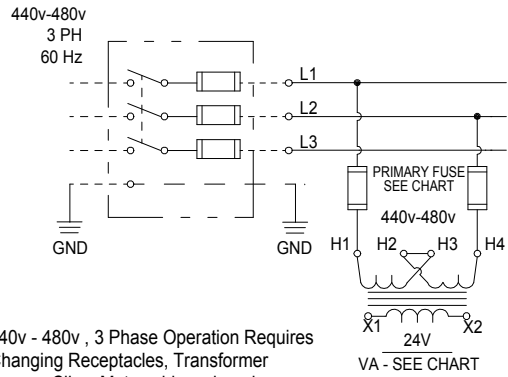 440v-480v
3 PH
60 Hz
L1
L2
L3
PRIMARY FUSE
SEE CHART
440v-480v
GND
GND
H1
H2
H3
H4
X1
X2
24V
VA - SEE CHART
40v - 480v , 3 Phase Operation Requires
Changing Receptacles, Transformer